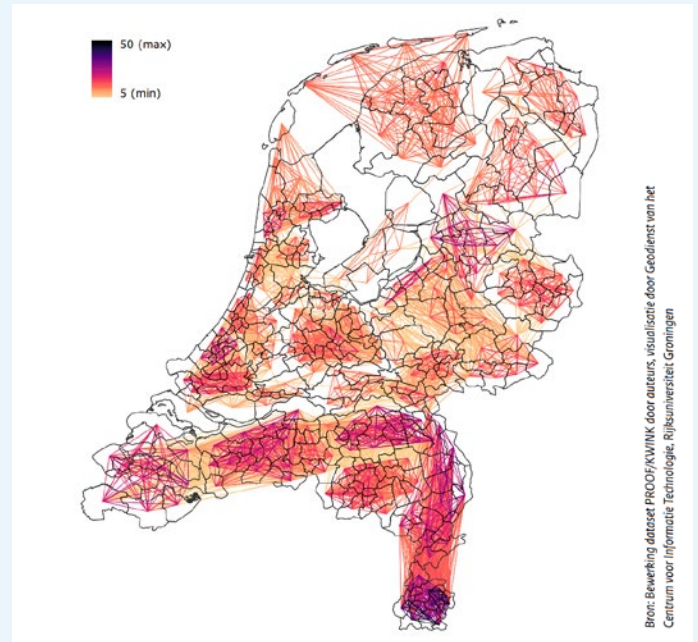 50 (max)
5 (min)
Bron: Bewerking dataset PROOF/KWINK door auteurs, visualisatie door Geodienst van het
Centrum voor Informatie Technologie, Rijksuniversiteit Groningen